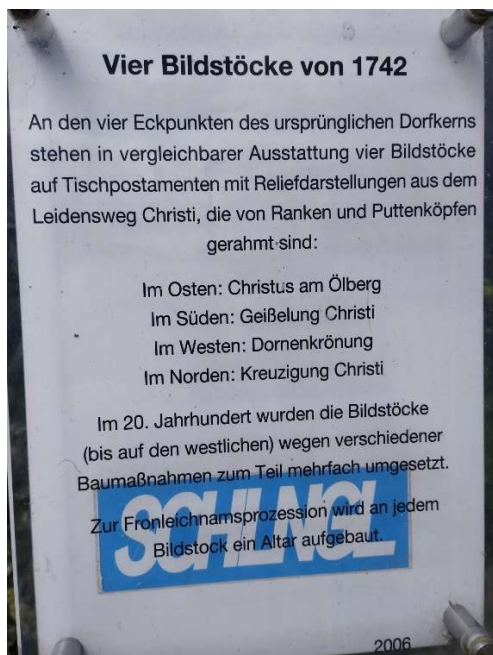 Vier Bildstöcke von 1742
An den vier Eckpunkten des ursprünglichen Dorfkerns
stehen in vergleichbarer Ausstattung vier Bildstöcke
auf Tischpostamenten mit Reliefdarstellungen aus dem
Leidensweg Christi, die von Ranken und Puttenköpfen
gerahmt sind:
Im Osten: Christus am Ölberg
Im Süden: Geißelung Christi
Im Westen: Dornenkrönung
Im Norden: Kreuzigung Christi
Im 20. Jahrhundert wurden die Bildstöcke
(bis auf den westlichen) wegen verschiedener
Baumaßnahmen zum Teil mehrfach umgesetzt.
Zur Fronleichnamsprozession wird an jedem
Bildstock ein Altar aufgebaut.
SCHLNGL
2006